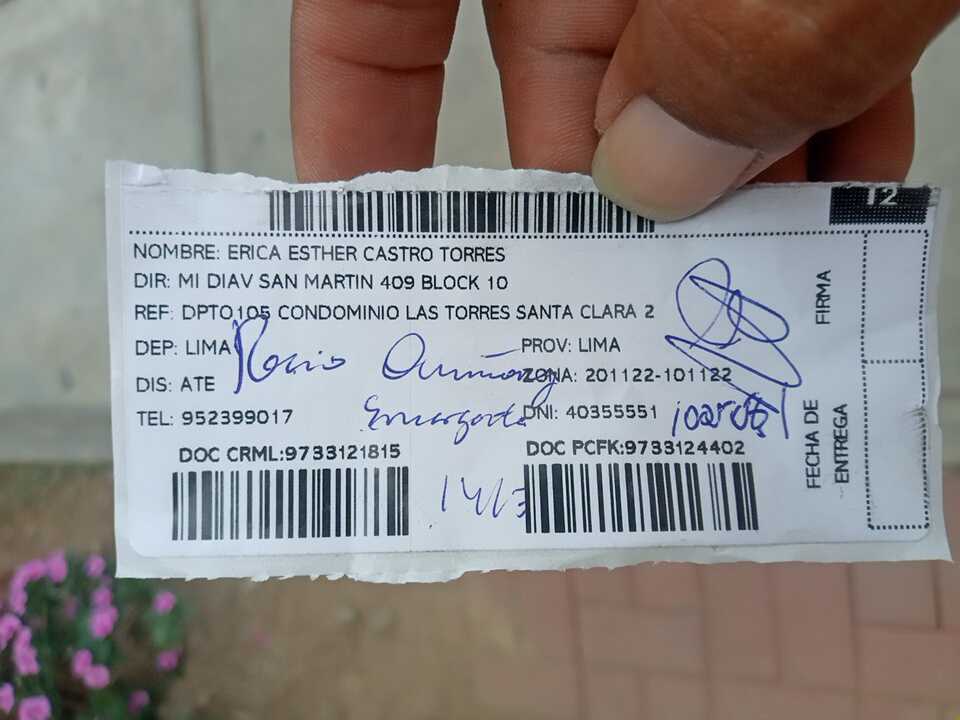 12
NOMBRE: ERICA ESTHER CASTRO TORRES
DIR: MI DIAV SAN MARTIN 409 BLOCK 10
REF: DPTO105 CONDOMINIO LAS TORRES SANTA CLARA 2
DEP: LIMA PROV: LIMA
Rocio
DIS: ATE ZONA: 201122-101122
TEL: 952399017 DNI: 40355551
DOC CRML:9733121815 DOC PCFK:9733124402
FIRMA
FECHA DE
ENTREGA